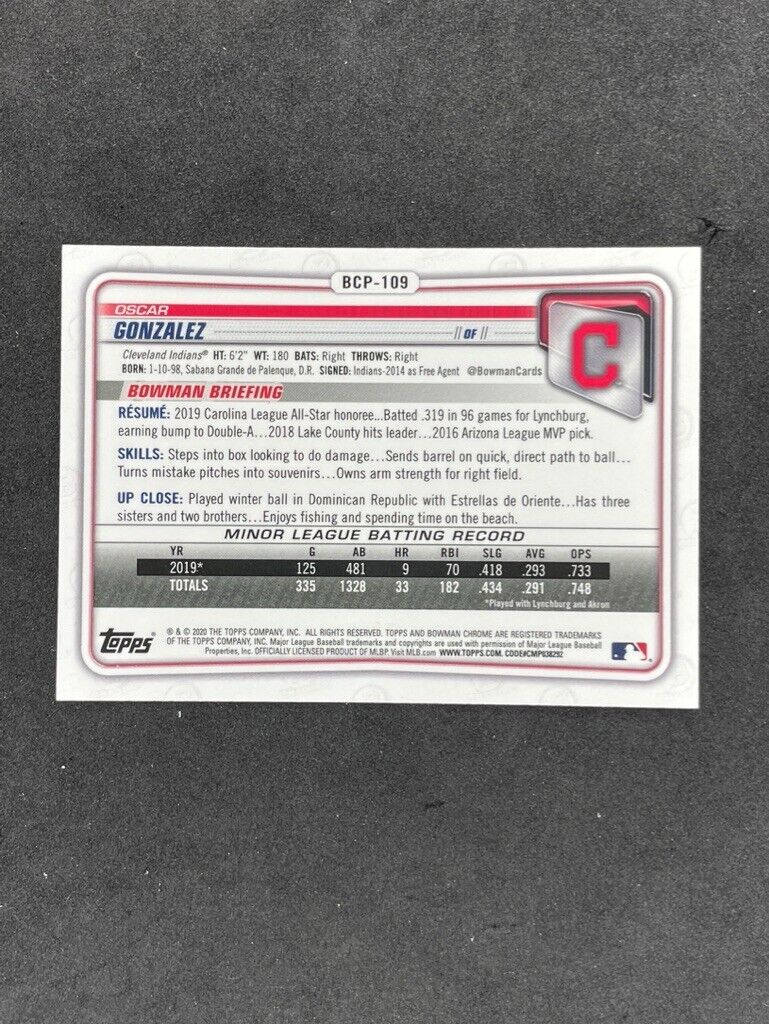 BCP-109
OSCAR
GONZALEZ // OF //
C
Cleveland Indians® HT: 6'2" WT: 180 BATS: Right THROWS: Right
BORN: 1-10-98, Sabana Grande de Palenque, D.R. SIGNED: Indians-2014 as Free Agent @BowmanCards
BOWMAN BRIEFING
RÉSUMÉ: 2019 Carolina League All-Star honoree...Batted .319 in 96 games for Lynchburg,
earning bump to Double-A...2018 Lake County hits leader...2016 Arizona League MVP pick.
SKILLS: Steps into box looking to do damage...Sends barrel on quick, direct path to ball...
Turns mistake pitches into souvenirs...Owns arm strength for right field.
UP CLOSE: Played winter ball in Dominican Republic with Estrellas de Oriente...Has three
sisters and two brothers...Enjoys fishing and spending time on the beach.
MINOR LEAGUE BATTING RECORD
YR G AB HR RBI SLG AVG OPS
2019* 125 481 9 70 .418 .293 .733
TOTALS 335 1328 33 182 .434 .291 .748
*Played with Lynchburg and Akron
topps® ® & © 2020 THE TOPPS COMPANY, INC. ALL RIGHTS RESERVED. TOPPS AND BOWMAN CHROME ARE REGISTERED TRADEMARKS
OF THE TOPPS COMPANY, INC. Major League Baseball trademarks and copyrights are used with permission of Major League Baseball
Properties, Inc. OFFICIALLY LICENSED PRODUCT OF MLBP. Visit MLB.com WWW.TOPPS.COM. CODE#CMP038292